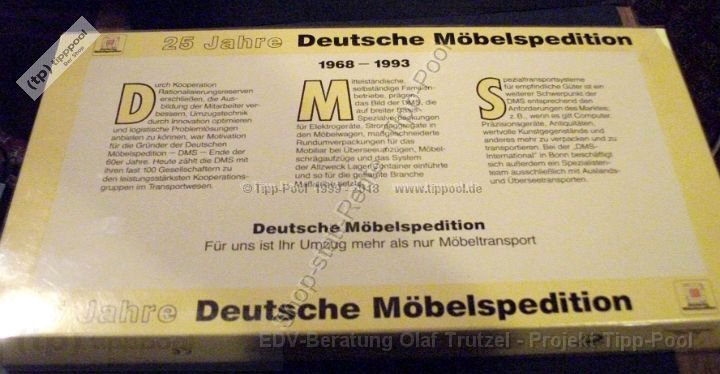 25 Jahre Deutsche Möbelspedition
1968 – 1993
Durch Kooperation
Rationalisierungsreserven
erschließen, die Aus-
bildung der Mitarbeiter ver-
bessern, Umzugstechnik
durch Innovation optimieren
und logistische Problemlösungen
anbieten zu können, war Motivation
für die Gründer der Deutschen
Möbelspedition — DMS — Ende der
60er Jahre. Heute zählt die DMS mit
ihren fast 100 Gesellschaftern zu
den leistungsstärksten Kooperations-
gruppen im Transportwesen.
Mittelständische,
selbständige Familien-
betriebe, prägen
das Bild der DMS, die
auf breiter Basis
für Elektrogeräte, Stromaggregate in
den Möbelwagen, maßgeschneiderte
Rundumverpackungen für das
Mobiliar bei Überseeumzügen, Möbel-
schrägaufzüge und das System
der Allzweck Lagercontainer einführte
und so für die gesamte Branche
Maßstäbe setzte.
Spezialtransportsysteme
für empfindliche Güter ist ein
weiterer Schwerpunkt der
DMS entsprechend den
Anforderungen des Marktes;
z.B., wenn es gilt Computer,
Präzisionsgeräte, Antiquitäten,
wertvolle Kunstgegenstände und
anderes mehr zu verpacken und zu
transportieren. Bei der „DMS-
International" in Bonn beschäftigt
sich außerdem ein Spezialisten-
team ausschließlich mit Auslands-
und Überseetransporten.
Deutsche Möbelspedition
Für uns ist Ihr Umzug mehr als nur Möbeltransport
Jahre Deutsche Möbelspedition
(tp) tipppool
Der Shop
© Tipp-Pool 1999 - 2018 www.tippool.de
(tp) tipppool
EDV-Beratung Olaf Trutzel - Projekt Tipp-Pool